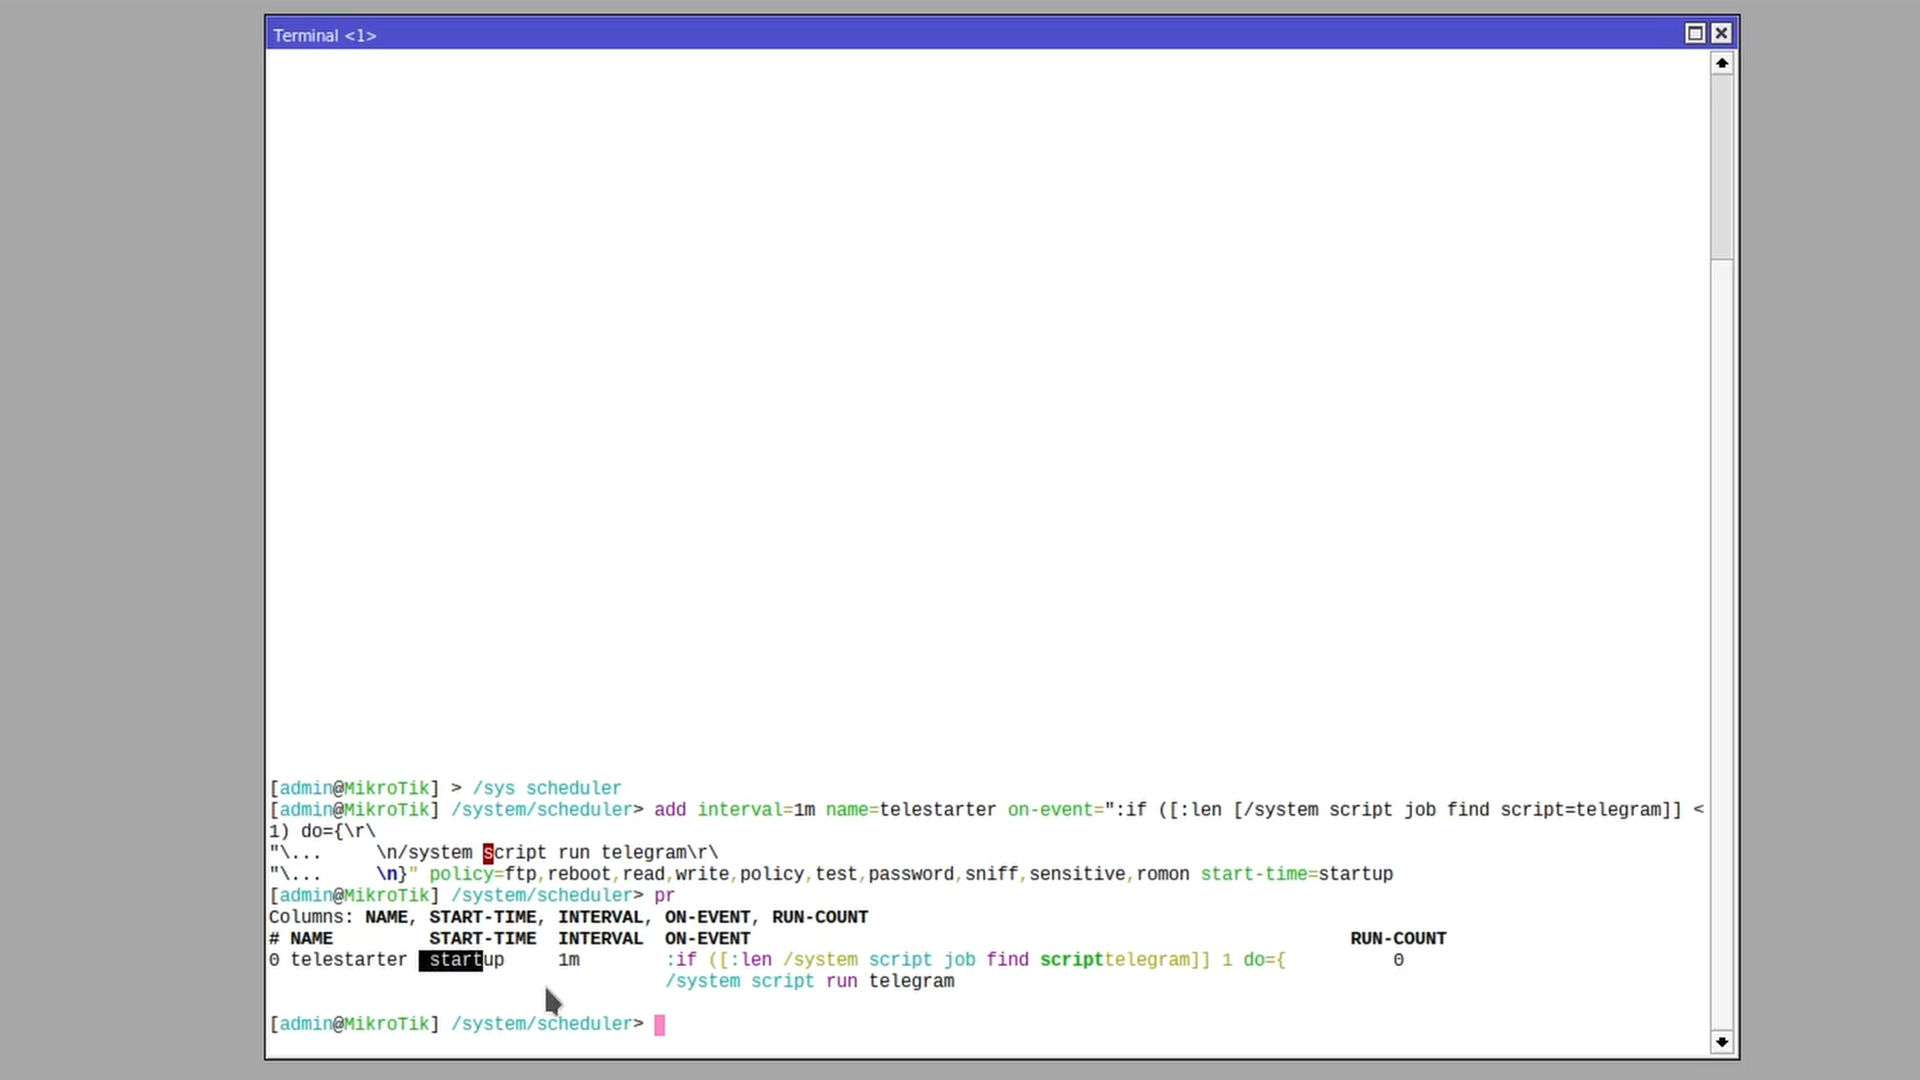 Terminal <1>
[admin@MikroTik] > /sys scheduler
[admin@MikroTik] /system/scheduler> add interval=1m name=telestarter on-event=":if ([:len [/system script job find script=telegram]] <
1) do={\r\
"\...     \n/system script run telegram\r\
"\...     \n}" policy=ftp,reboot,read,write,policy,test,password,sniff,sensitive,romon start-time=startup
[admin@MikroTik] /system/scheduler> pr
Columns: NAME, START-TIME, INTERVAL, ON-EVENT, RUN-COUNT
# NAME         START-TIME  INTERVAL  ON-EVENT                                                        RUN-COUNT
0 telestarter  startup     1m        :if ([:len /system script job find scripttelegram]] 1 do={          0
                                     /system script run telegram
[admin@MikroTik] /system/scheduler>